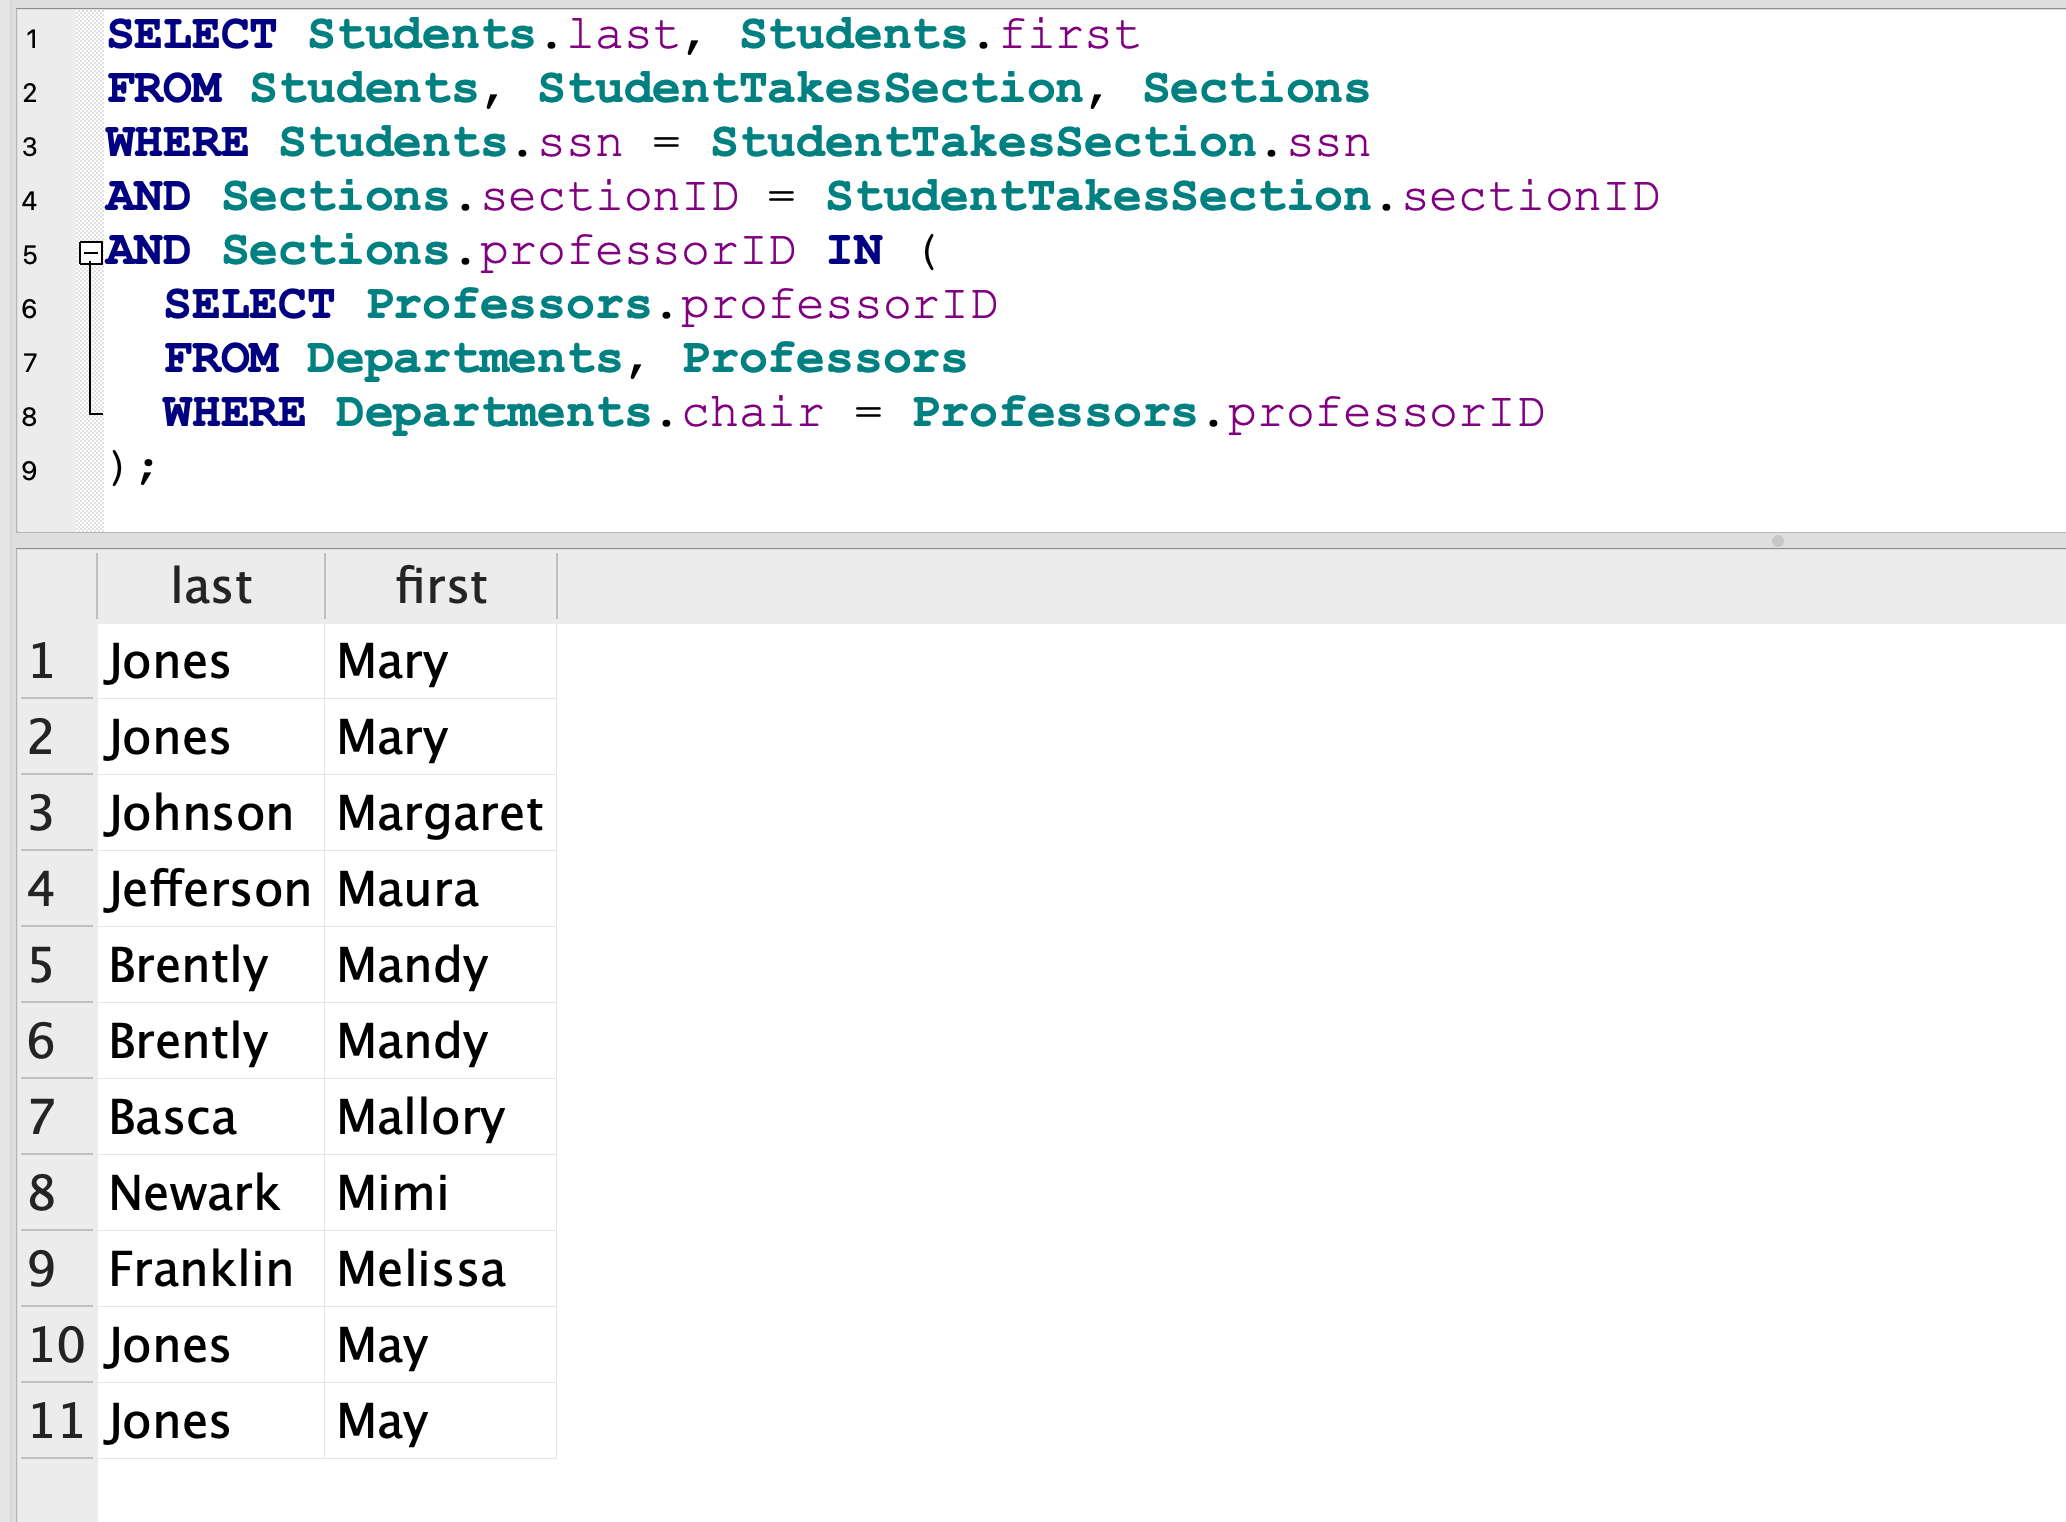 1 SELECT Students.last, Students.first
2 FROM Students, StudentTakesSection, Sections
3 WHERE Students.ssn = StudentTakesSection.ssn
4 AND Sections.sectionID = StudentTakesSection.sectionID
5 AND Sections.professorID IN (
6 SELECT Professors.professorID
7 FROM Departments, Professors
8 WHERE Departments.chair = Professors.professorID
9 );
last first
1 Jones Mary
2 Jones Mary
3 Johnson Margaret
4 Jefferson Maura
5 Brently Mandy
6 Brently Mandy
7 Basca Mallory
8 Newark Mimi
9 Franklin Melissa
10 Jones May
11 Jones May